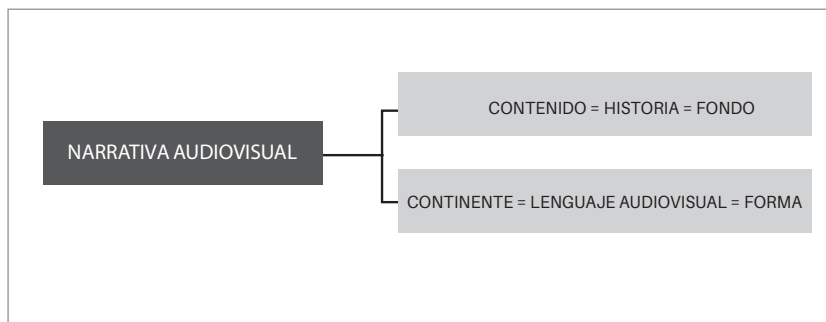 CONTENIDO = HISTORIA = FONDO
NARRATIVA AUDIOVISUAL
CONTINENTE = LENGUAJE AUDIOVISUAL = FORMA